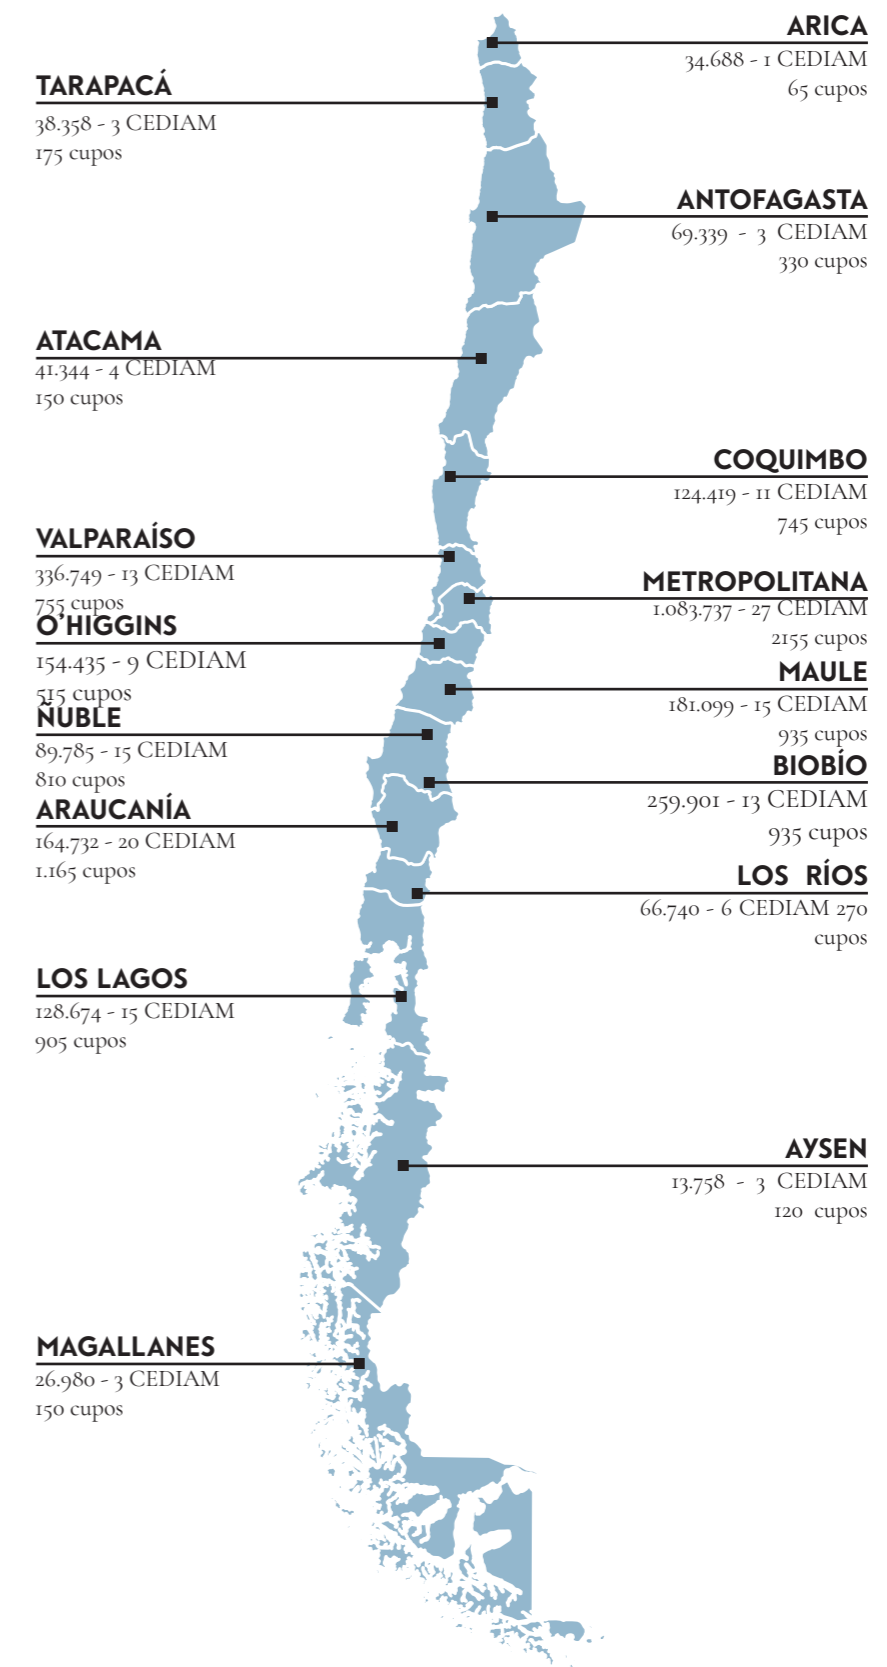 ARICA
34.688 - 1 CEDIAM
65 cupos
TARAPACÁ
38.358 - 3 CEDIAM
175 cupos
ANTOFAGASTA
69.339 - 3 CEDIAM
330 cupos
ATACAMA
41.344 - 4 CEDIAM
150 cupos
COQUIMBO
124.419 - 11 CEDIAM
745 cupos
VALPARAÍSO
336.749 - 13 CEDIAM
755 cupos
METROPOLITANA
1.083.737 - 27 CEDIAM
2155 cupos
O'HIGGINS
154.435 - 9 CEDIAM
515 cupos
MAULE
181.099 - 15 CEDIAM
935 cupos
ÑUBLE
89.785 - 15 CEDIAM
810 cupos
BIOBÍO
259.901 - 13 CEDIAM
935 cupos
ARAUCANÍA
164.732 - 20 CEDIAM
1.165 cupos
LOS RÍOS
66.740 - 6 CEDIAM 270
cupos
LOS LAGOS
128.674 - 15 CEDIAM
905 cupos
AYSEN
13.758 - 3 CEDIAM
120 cupos
MAGALLANES
26.980 - 3 CEDIAM
150 cupos